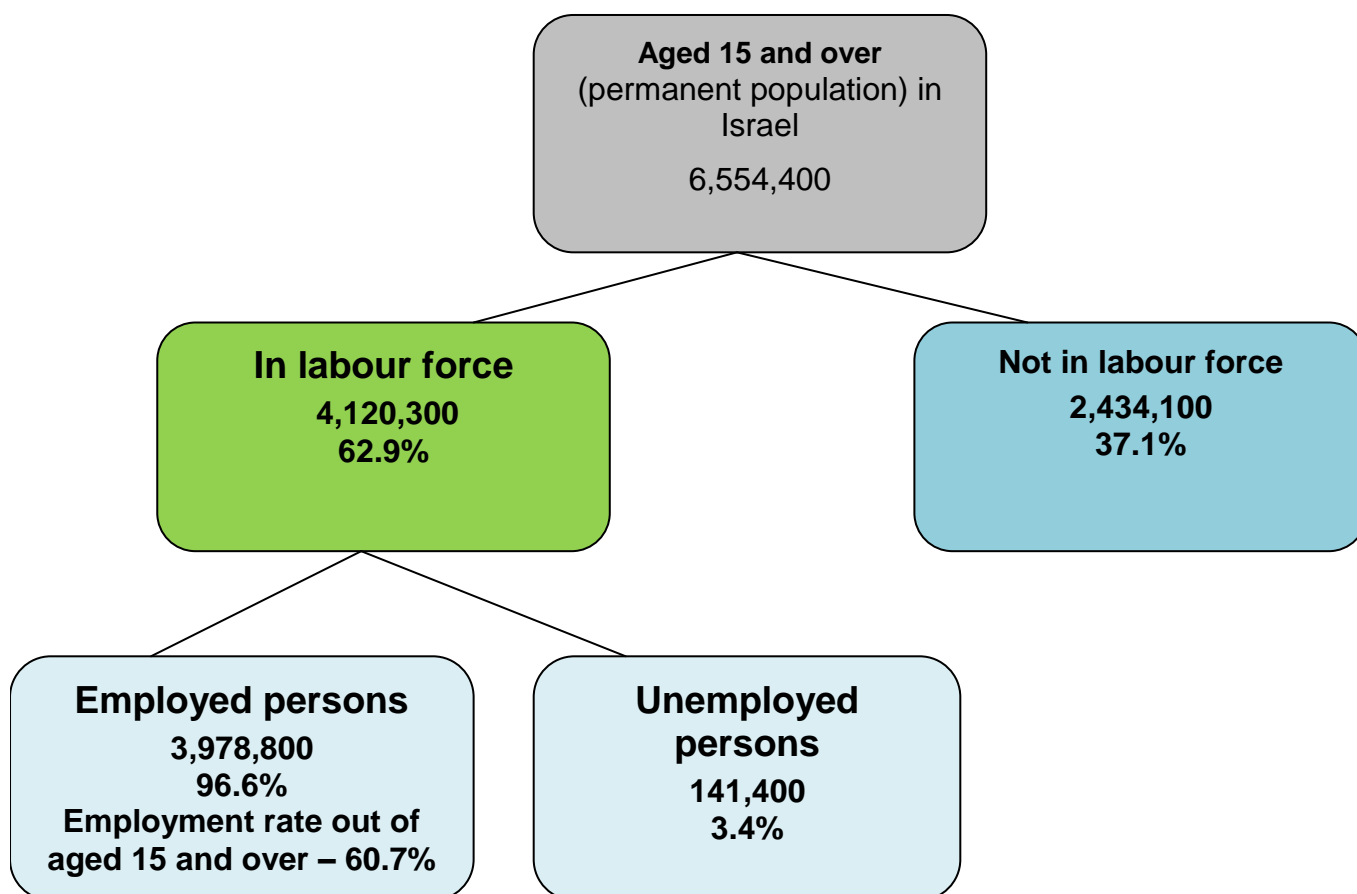 Aged 15 and over
(permanent population) in
Israel
6,554,400
In labour force
4,120,300
62.9%
Not in labour force
2,434,100
37.1%
Employed persons
3,978,800
96.6%
Employment rate out of
aged 15 and over – 60.7%
Unemployed
persons
141,400
3.4%